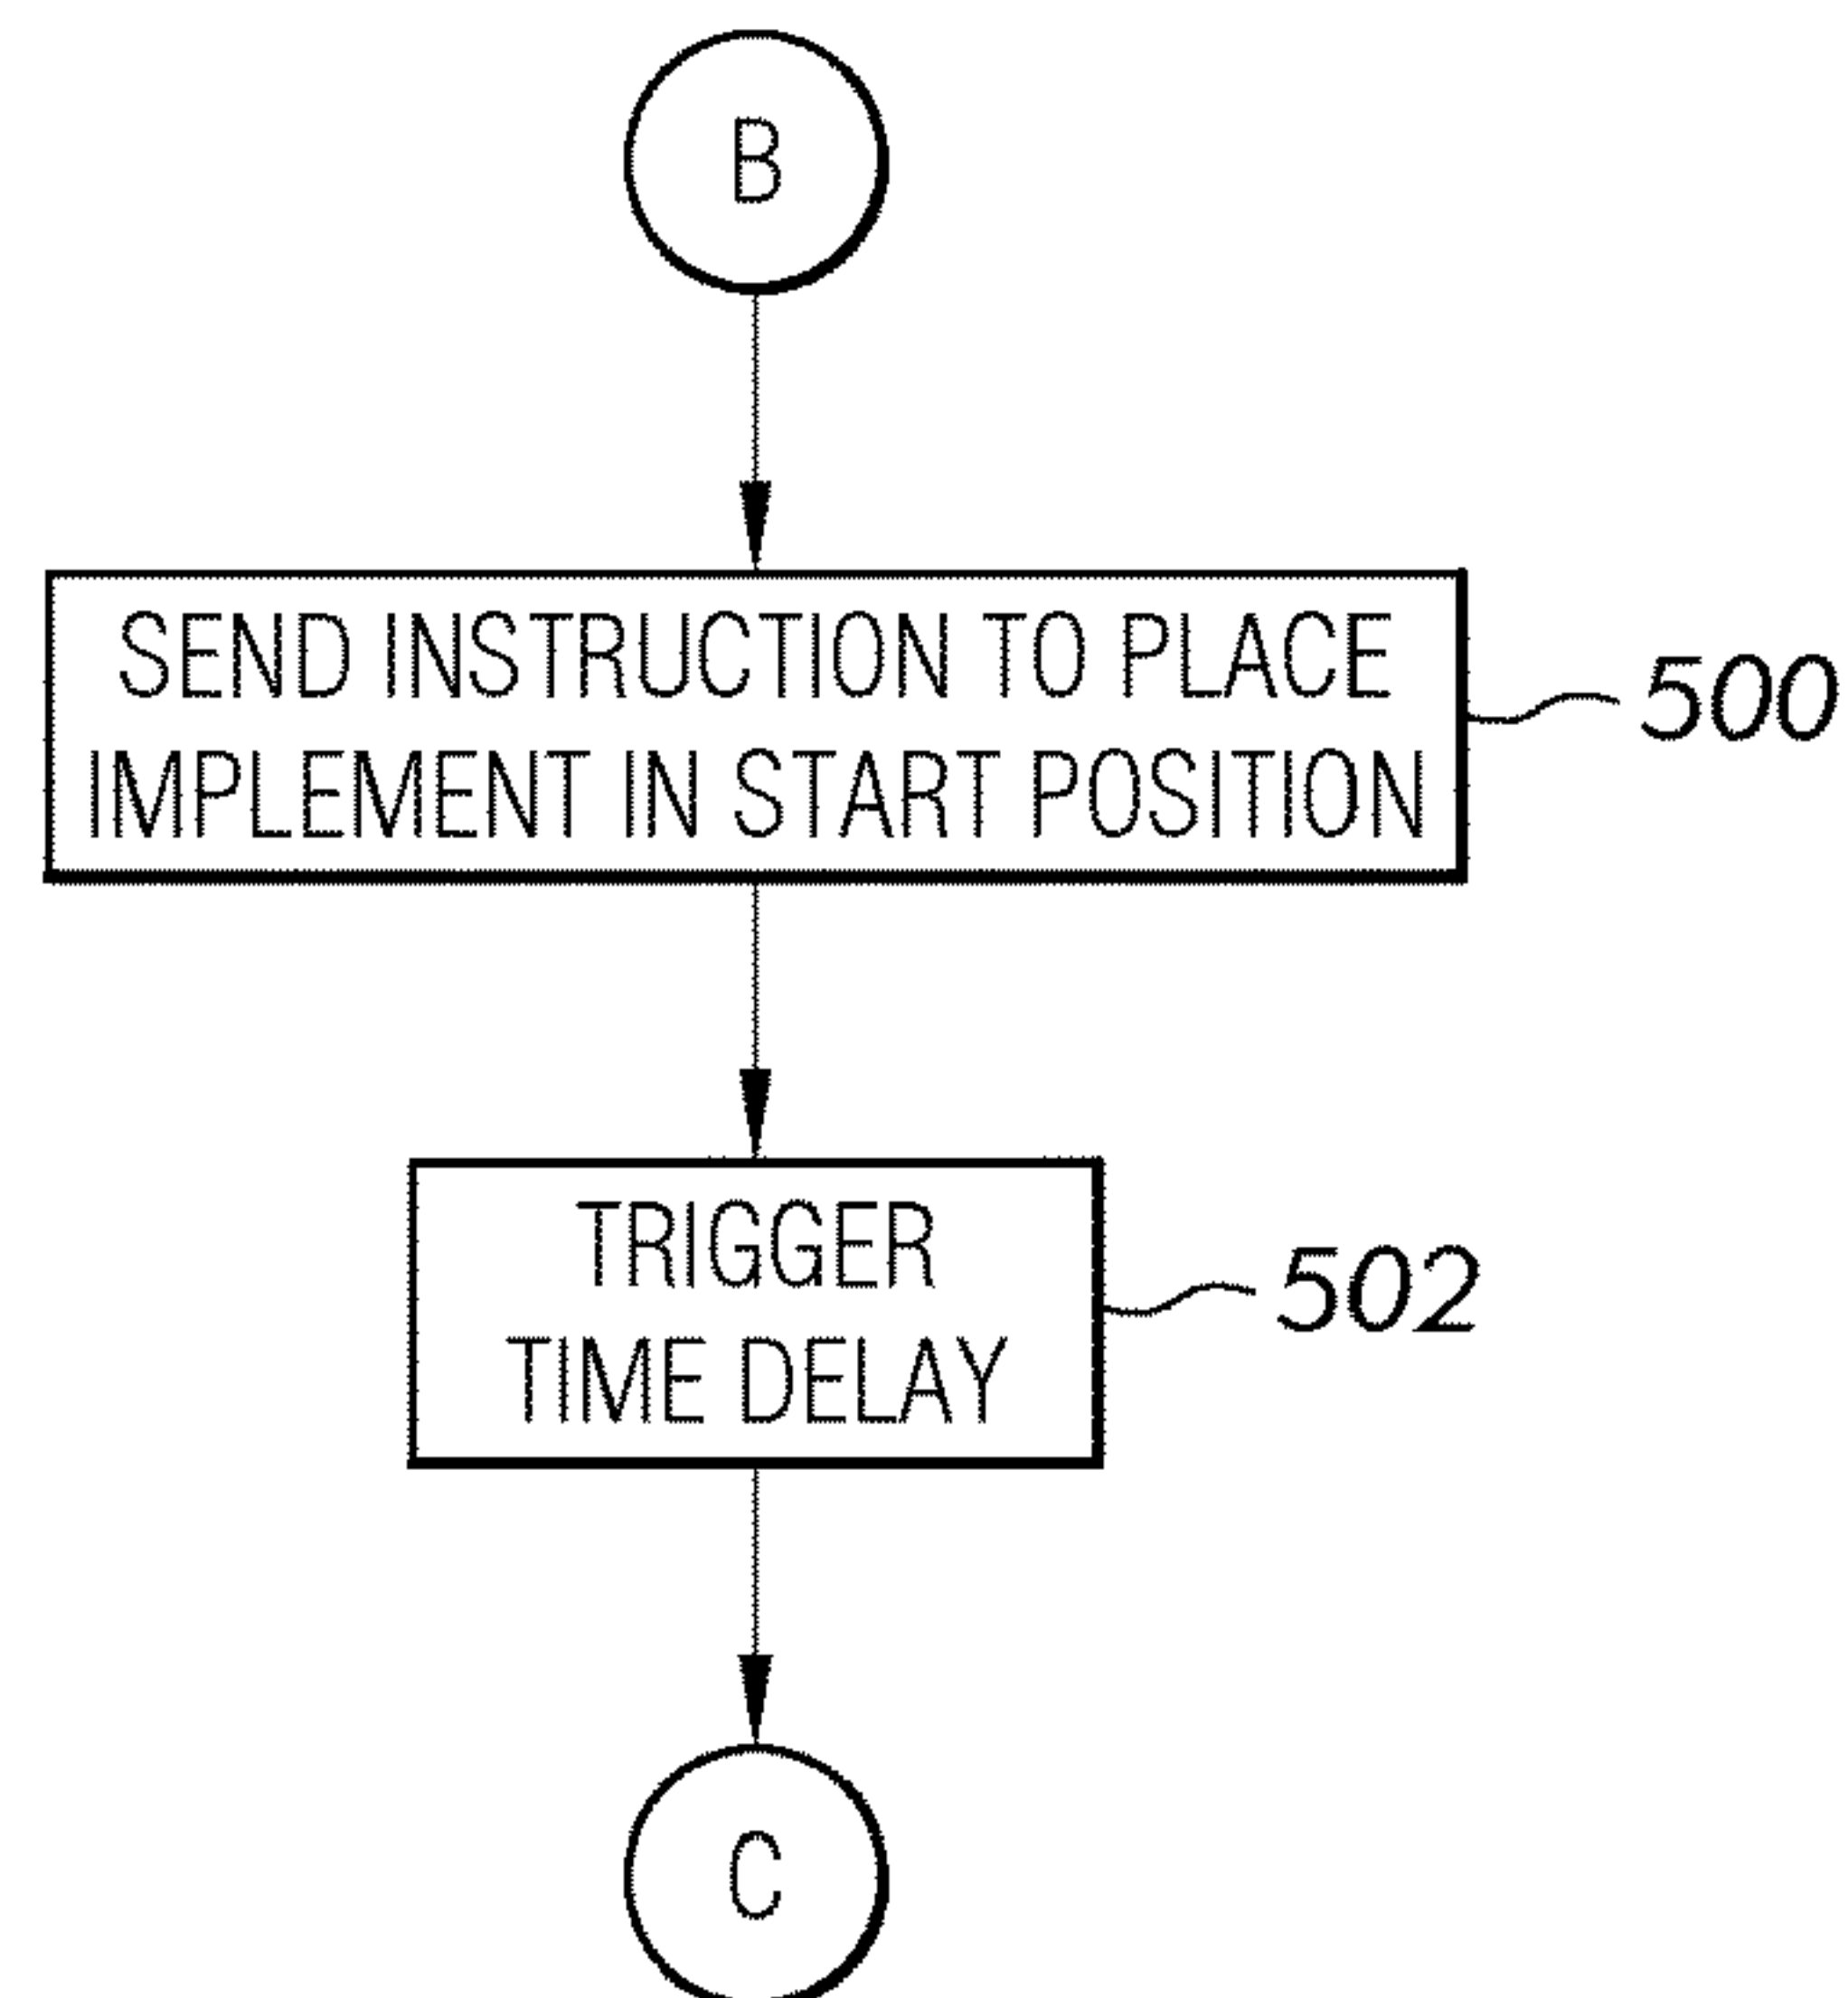 B
SEND INSTRUCTION TO PLACE
IMPLEMENT IN START POSITION
500
TRIGGER
TIME DELAY
502
C